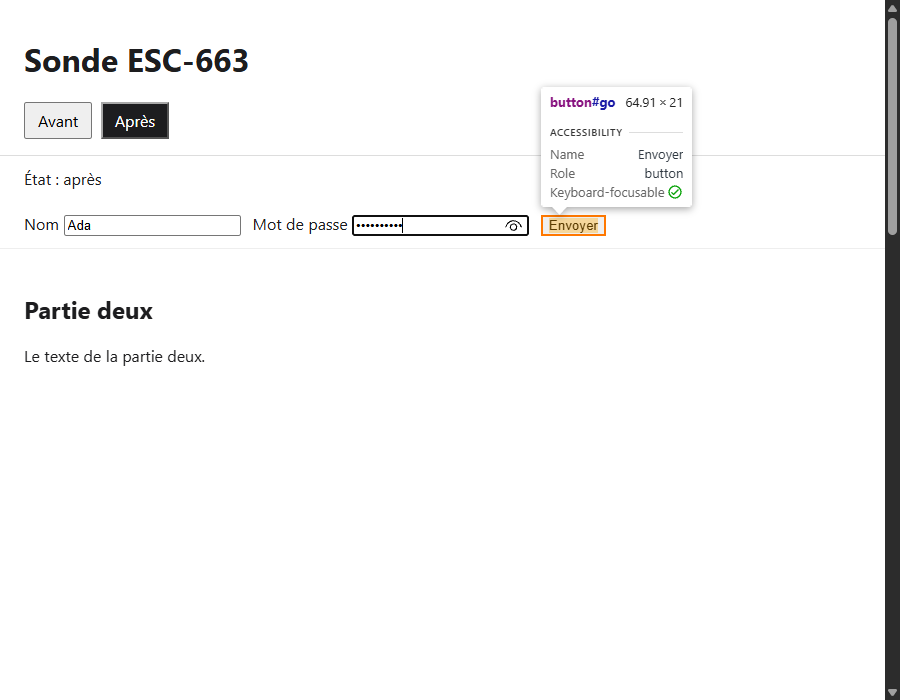 Sonde ESC-663
Avant Après
button#go 64.91 × 21
ACCESSIBILITY
Name Envoyer
Role button
Keyboard-focusable
État : après
Nom Ada Mot de passe •••••••••• Envoyer
Partie deux
Le texte de la partie deux.